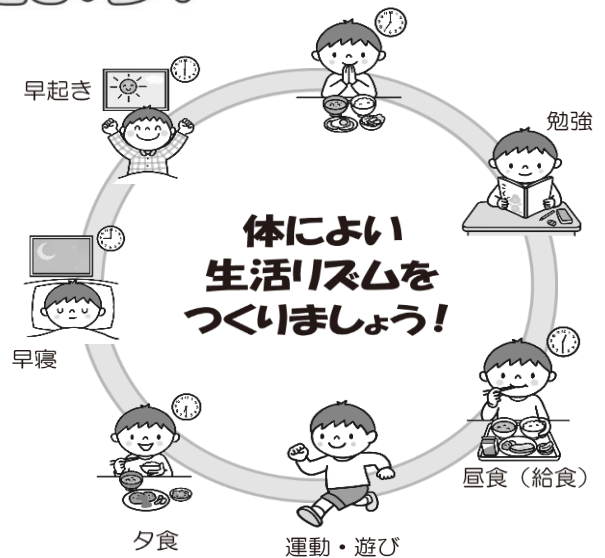 早起き
勉強
体によい
生活リズムを
つくりましょう！
早寝
昼食（給食）
夕食
運動・遊び